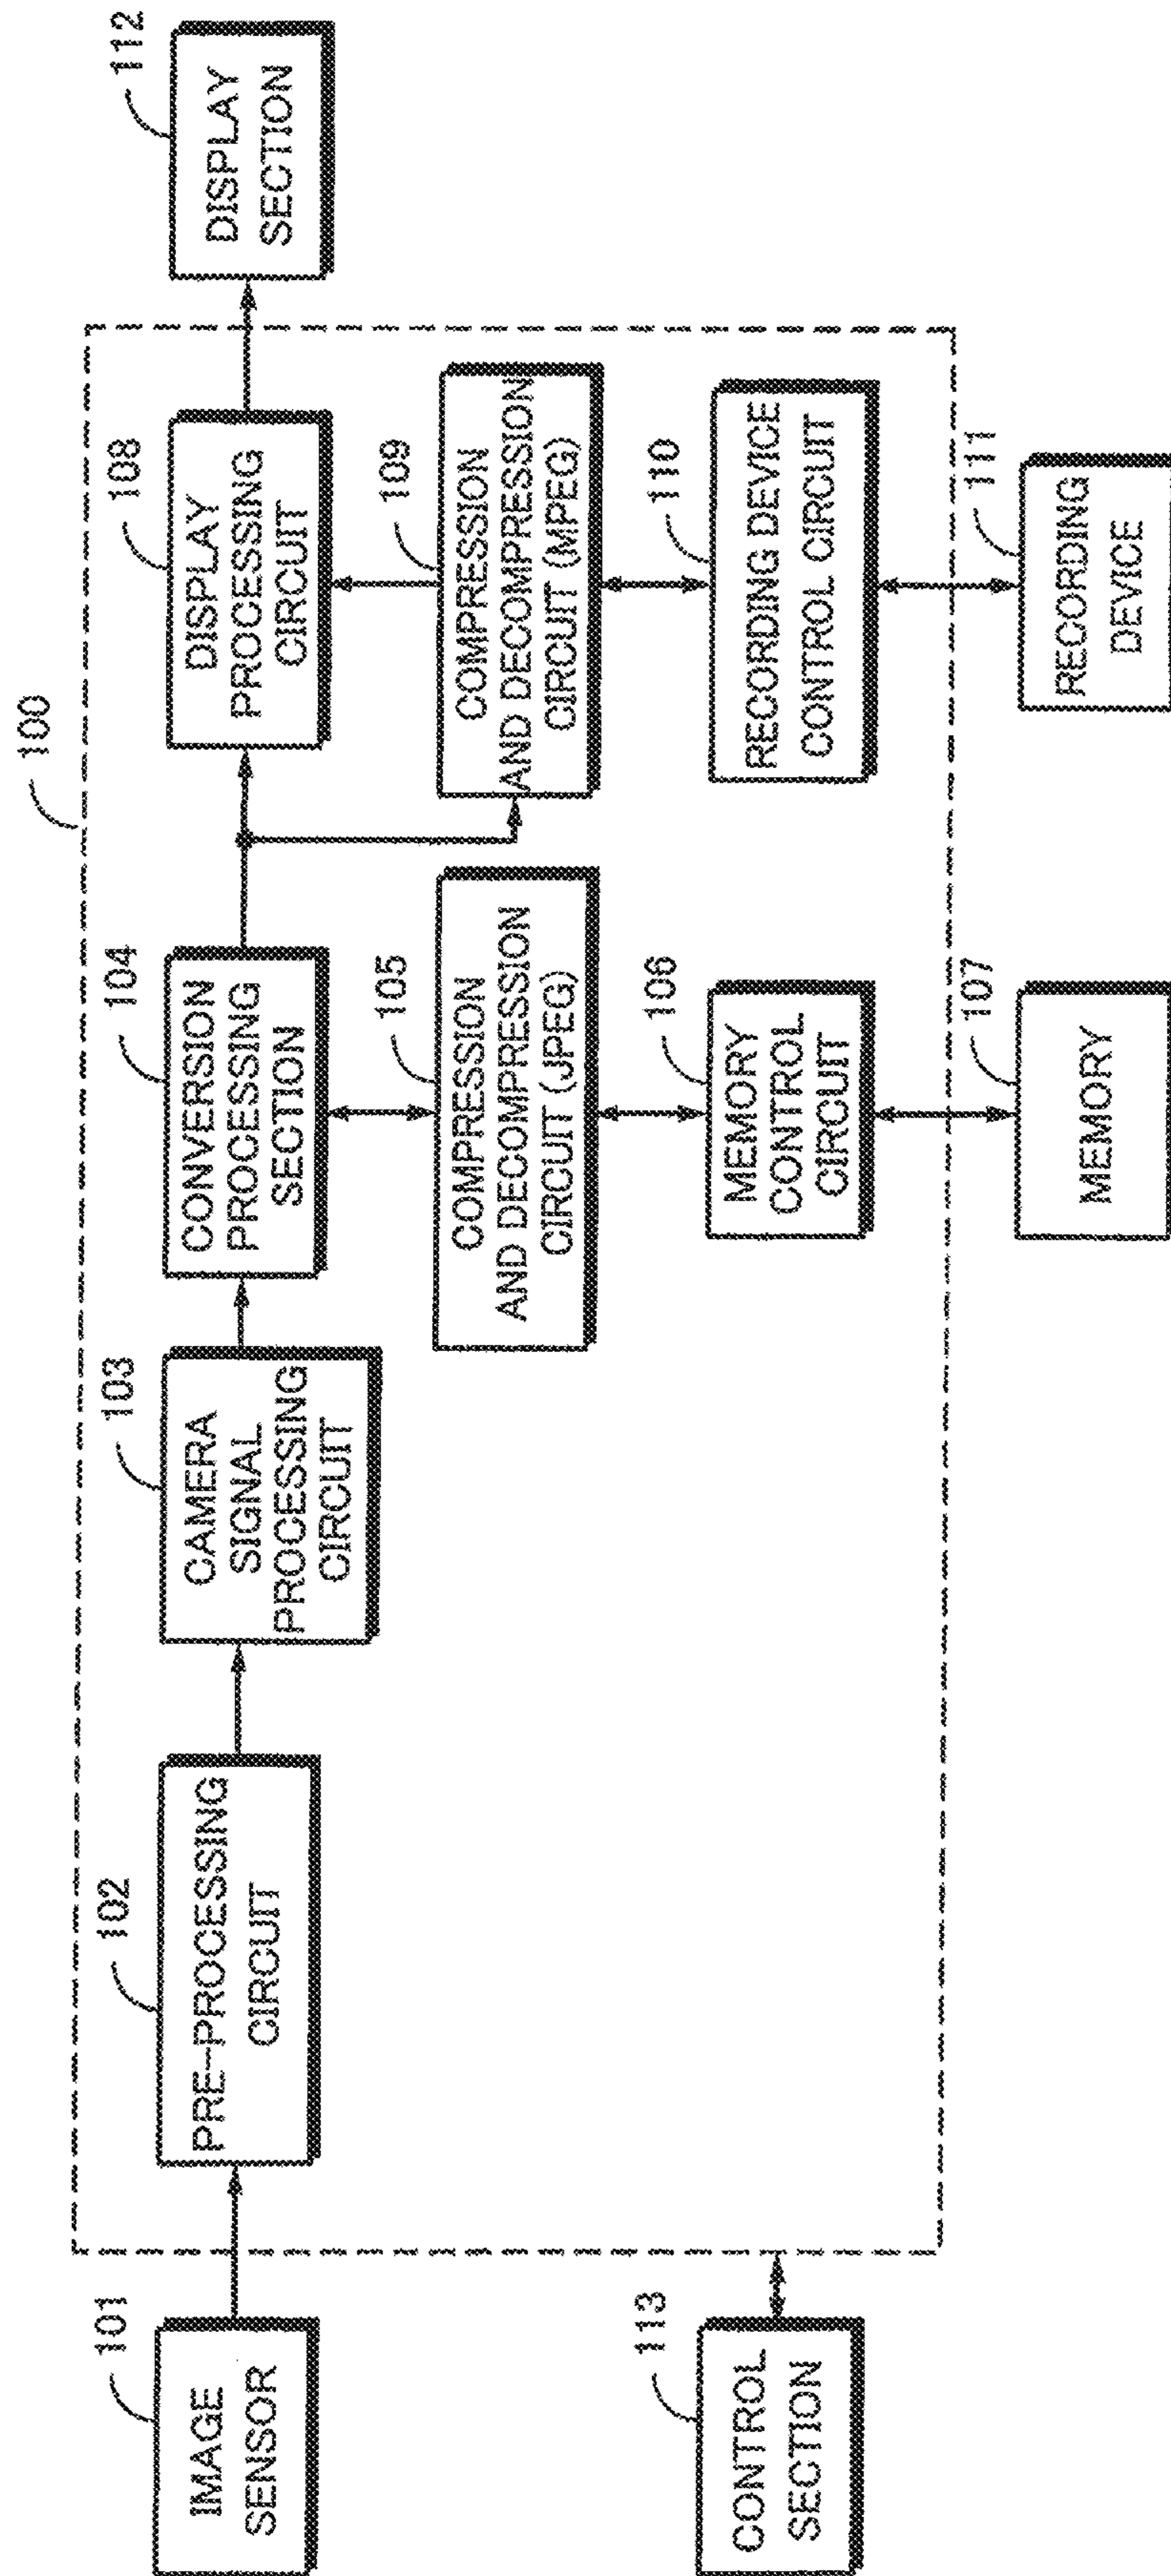 100
101
IMAGE
SENSOR
102
PRE-PROCESSING
CIRCUIT
103
CAMERA
SIGNAL
PROCESSING
CIRCUIT
104
CONVERSION
PROCESSING
SECTION
108
DISPLAY
PROCESSING
CIRCUIT
112
DISPLAY
SECTION
105
COMPRESSION
AND DECOMPRESSION
CIRCUIT (JPEG)
109
COMPRESSION
AND DECOMPRESSION
CIRCUIT (MPEG)
113
CONTROL
SECTION
106
MEMORY
CONTROL
CIRCUIT
110
RECORDING DEVICE
CONTROL CIRCUIT
107
MEMORY
111
RECORDING
DEVICE